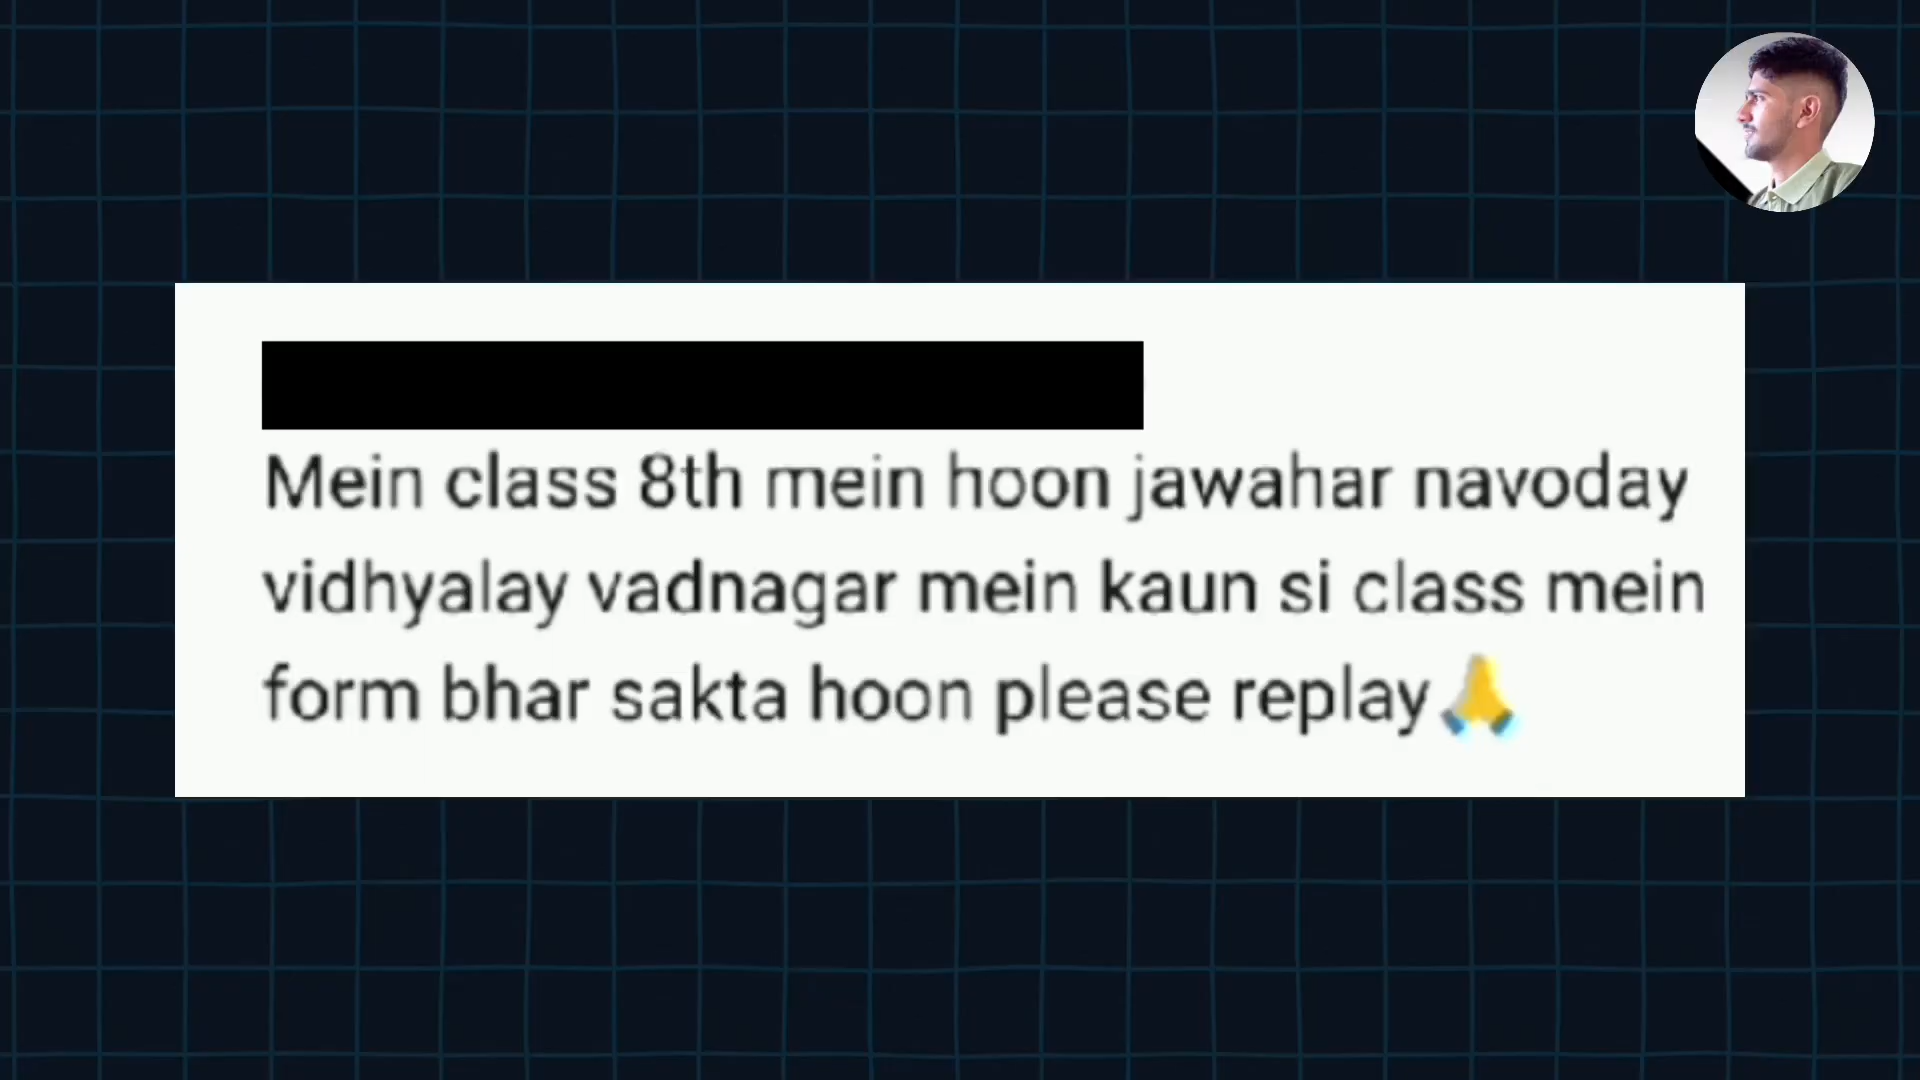 Mein class 8th mein hoon jawahar navoday
vidhyalay vadnagar mein kaun si class mein
form bhar sakta hoon please replay🙏